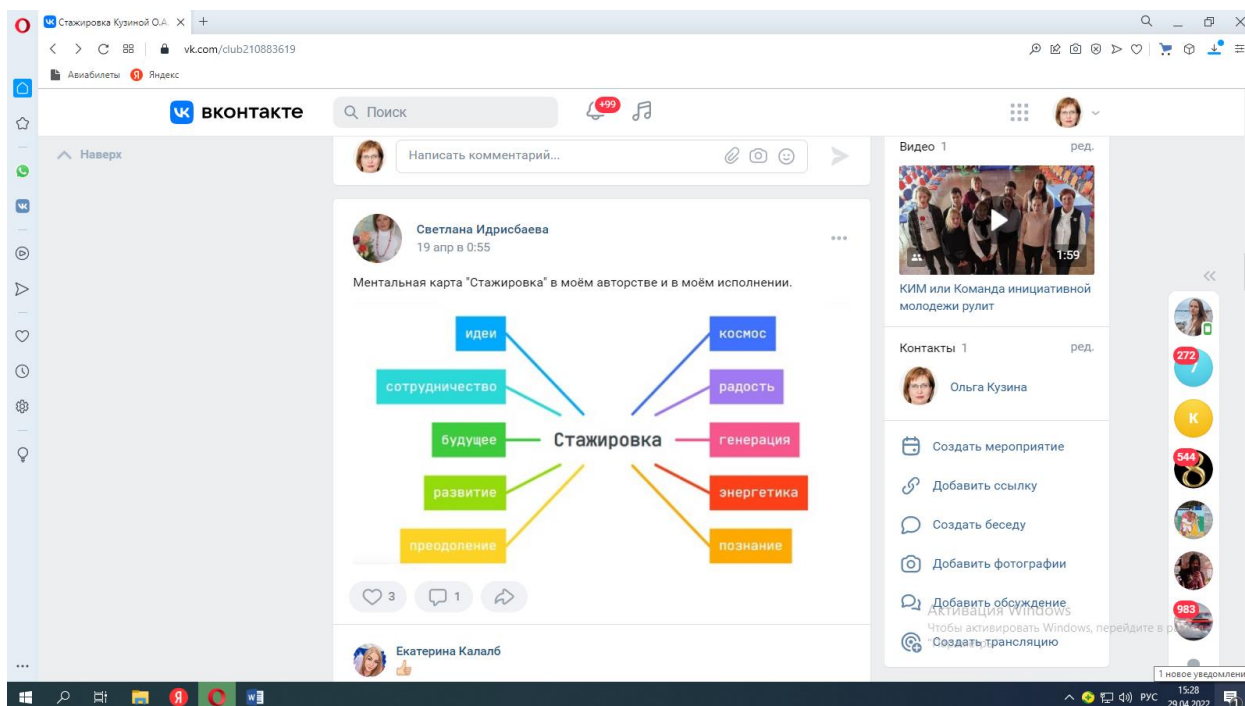 Стажировка Кузиной О.А.
vk.com/club210883619
Авиабилеты Яндекс
вконтакте
Поиск
+99
Наверх
Написать комментарий...
Светлана Идрисбаева
19 апр в 0:55
Ментальная карта "Стажировка" в моём авторстве и в моём исполнении.
идеи
сотрудничество
будущее
развитие
преодоление
Стажировка
космос
радость
генерация
энергетика
познание
3 1
Екатерина Калалб
Видео 1 ред.
1:59
КИМ или Команда инициативной
молодежи рулит
Контакты 1 ред.
Ольга Кузина
Создать мероприятие
Добавить ссылку
Создать беседу
Добавить фотографии
Добавить обсуждение
Создать трансляцию
Активация Windows
Чтобы активировать Windows, перейдите в
272
К
544
983
1 новое уведомлени
РУС
15:28
29.04.2022